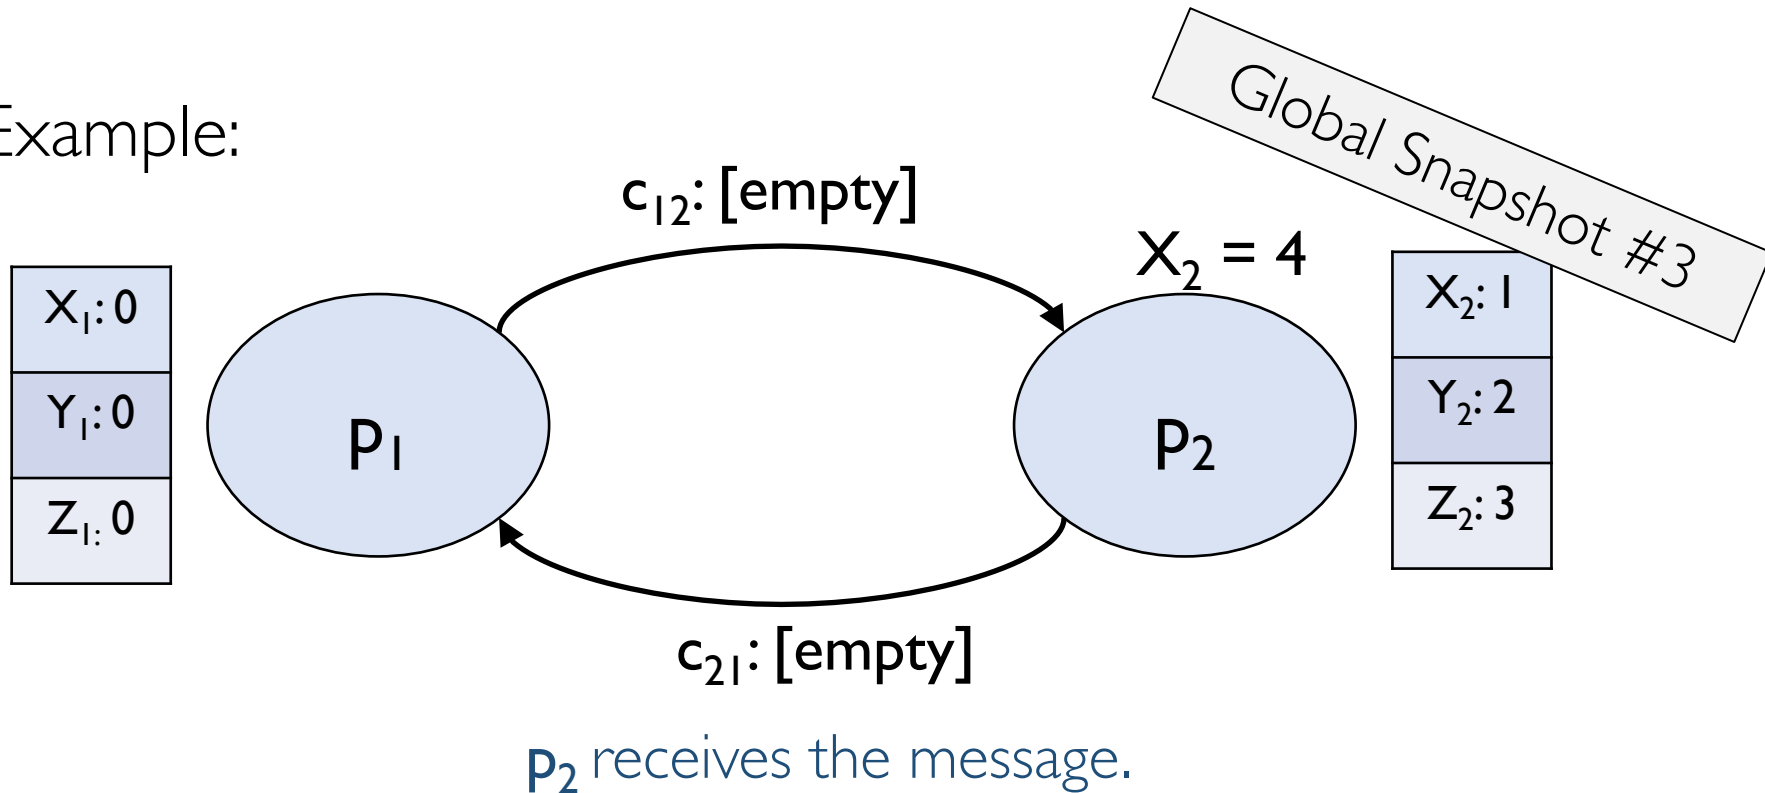 Global Snapshot #3
Example:
c₁₂: [empty]
X₂ = 4
X₁: 0
Y₁: 0
Z₁: 0
p₁
p₂
X₂: 1
Y₂: 2
Z₂: 3
c₂₁: [empty]
p₂ receives the message.